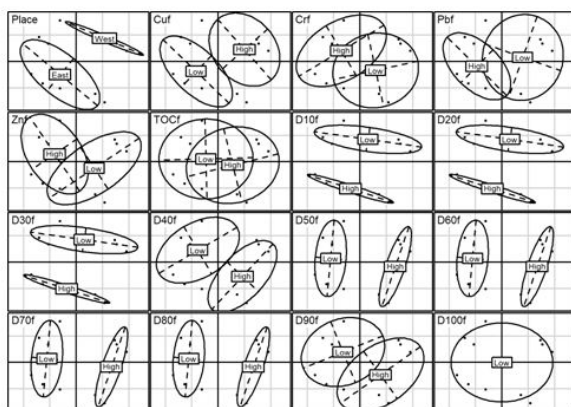 Place
West
East
Cuf
High
Low
Crf
High
Low
Pbf
Low
High
Znf
High
Low
TOCf
Low
High
D10f
Low
High
D20f
Low
High
D30f
Low
High
D40f
Low
High
D50f
Low
High
D60f
Low
High
D70f
Low
High
D80f
Low
High
D90f
Low
High
D100f
Low